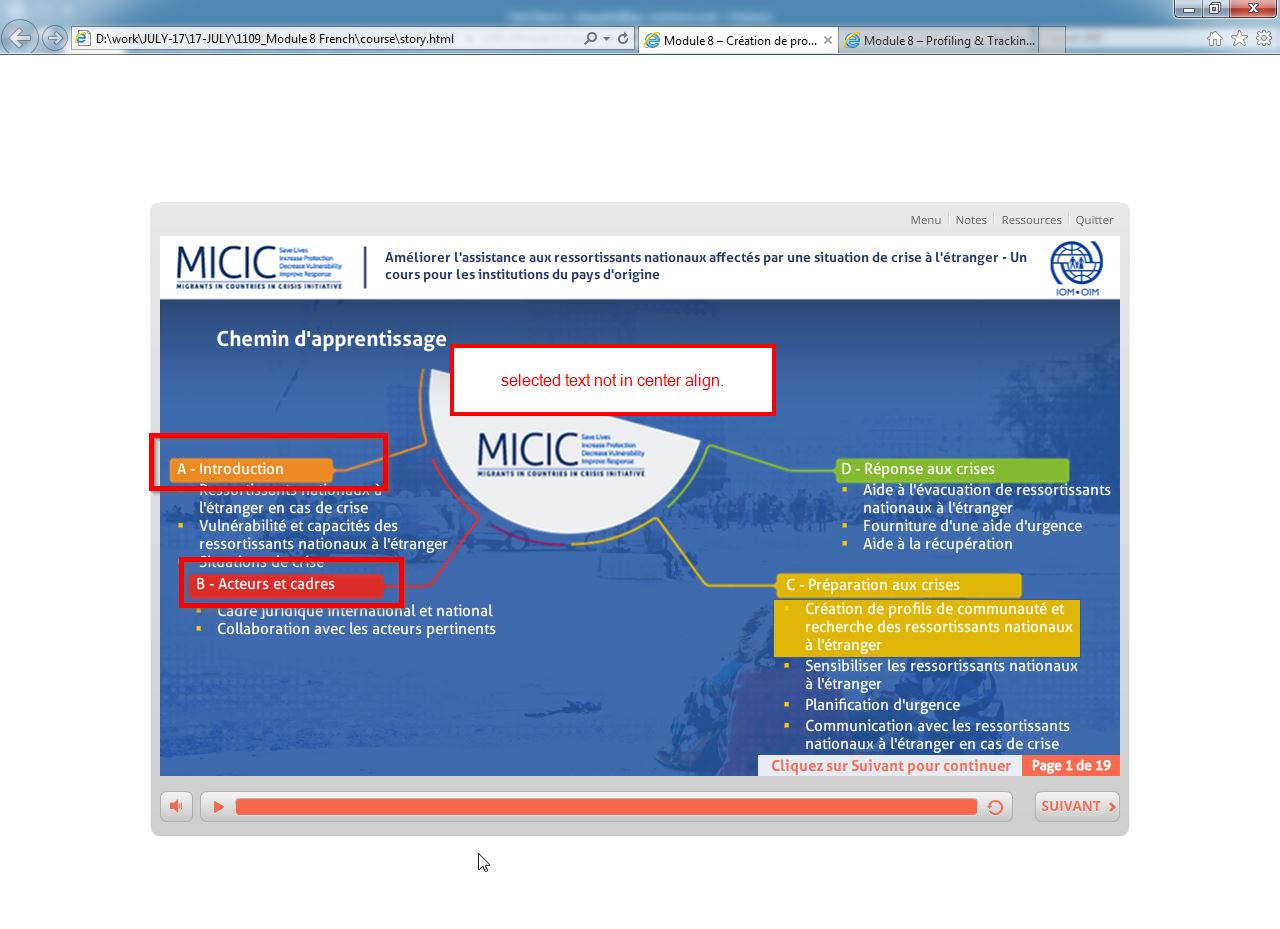 D:\work\JULY-17\17-JULY\1109_Module 8 French\course\story.html
Module 8 – Création de pro...
Module 8 – Profiling & Trackin...
Menu
Notes
Ressources
Quitter
MICIC
Save Lives
Increase Protection
Decrease Vulnerability
Improve Response
MIGRANTS IN COUNTRIES IN CRISIS INITIATIVE
Améliorer l'assistance aux ressortissants nationaux affectés par une situation de crise à l'étranger - Un
cours pour les institutions du pays d'origine
IOM•OIM
Chemin d'apprentissage
selected text not in center align.
MICIC
Save Lives
Increase Protection
Decrease Vulnerability
Improve Response
MIGRANTS IN COUNTRIES IN CRISIS INITIATIVE
A - Introduction
Ressortissants nationaux à
l'étranger en cas de crise
Vulnérabilité et capacités des
ressortissants nationaux à l'étranger
Situations de crise
B - Acteurs et cadres
Cadre juridique international et national
Collaboration avec les acteurs pertinents
D - Réponse aux crises
Aide à l'évacuation de ressortissants
nationaux à l'étranger
Fourniture d'une aide d'urgence
Aide à la récupération
C - Préparation aux crises
Création de profils de communauté et
recherche des ressortissants nationaux
à l'étranger
Sensibiliser les ressortissants nationaux
à l'étranger
Planification d'urgence
Communication avec les ressortissants
nationaux à l'étranger en cas de crise
Cliquez sur Suivant pour continuer
Page 1 de 19
SUIVANT